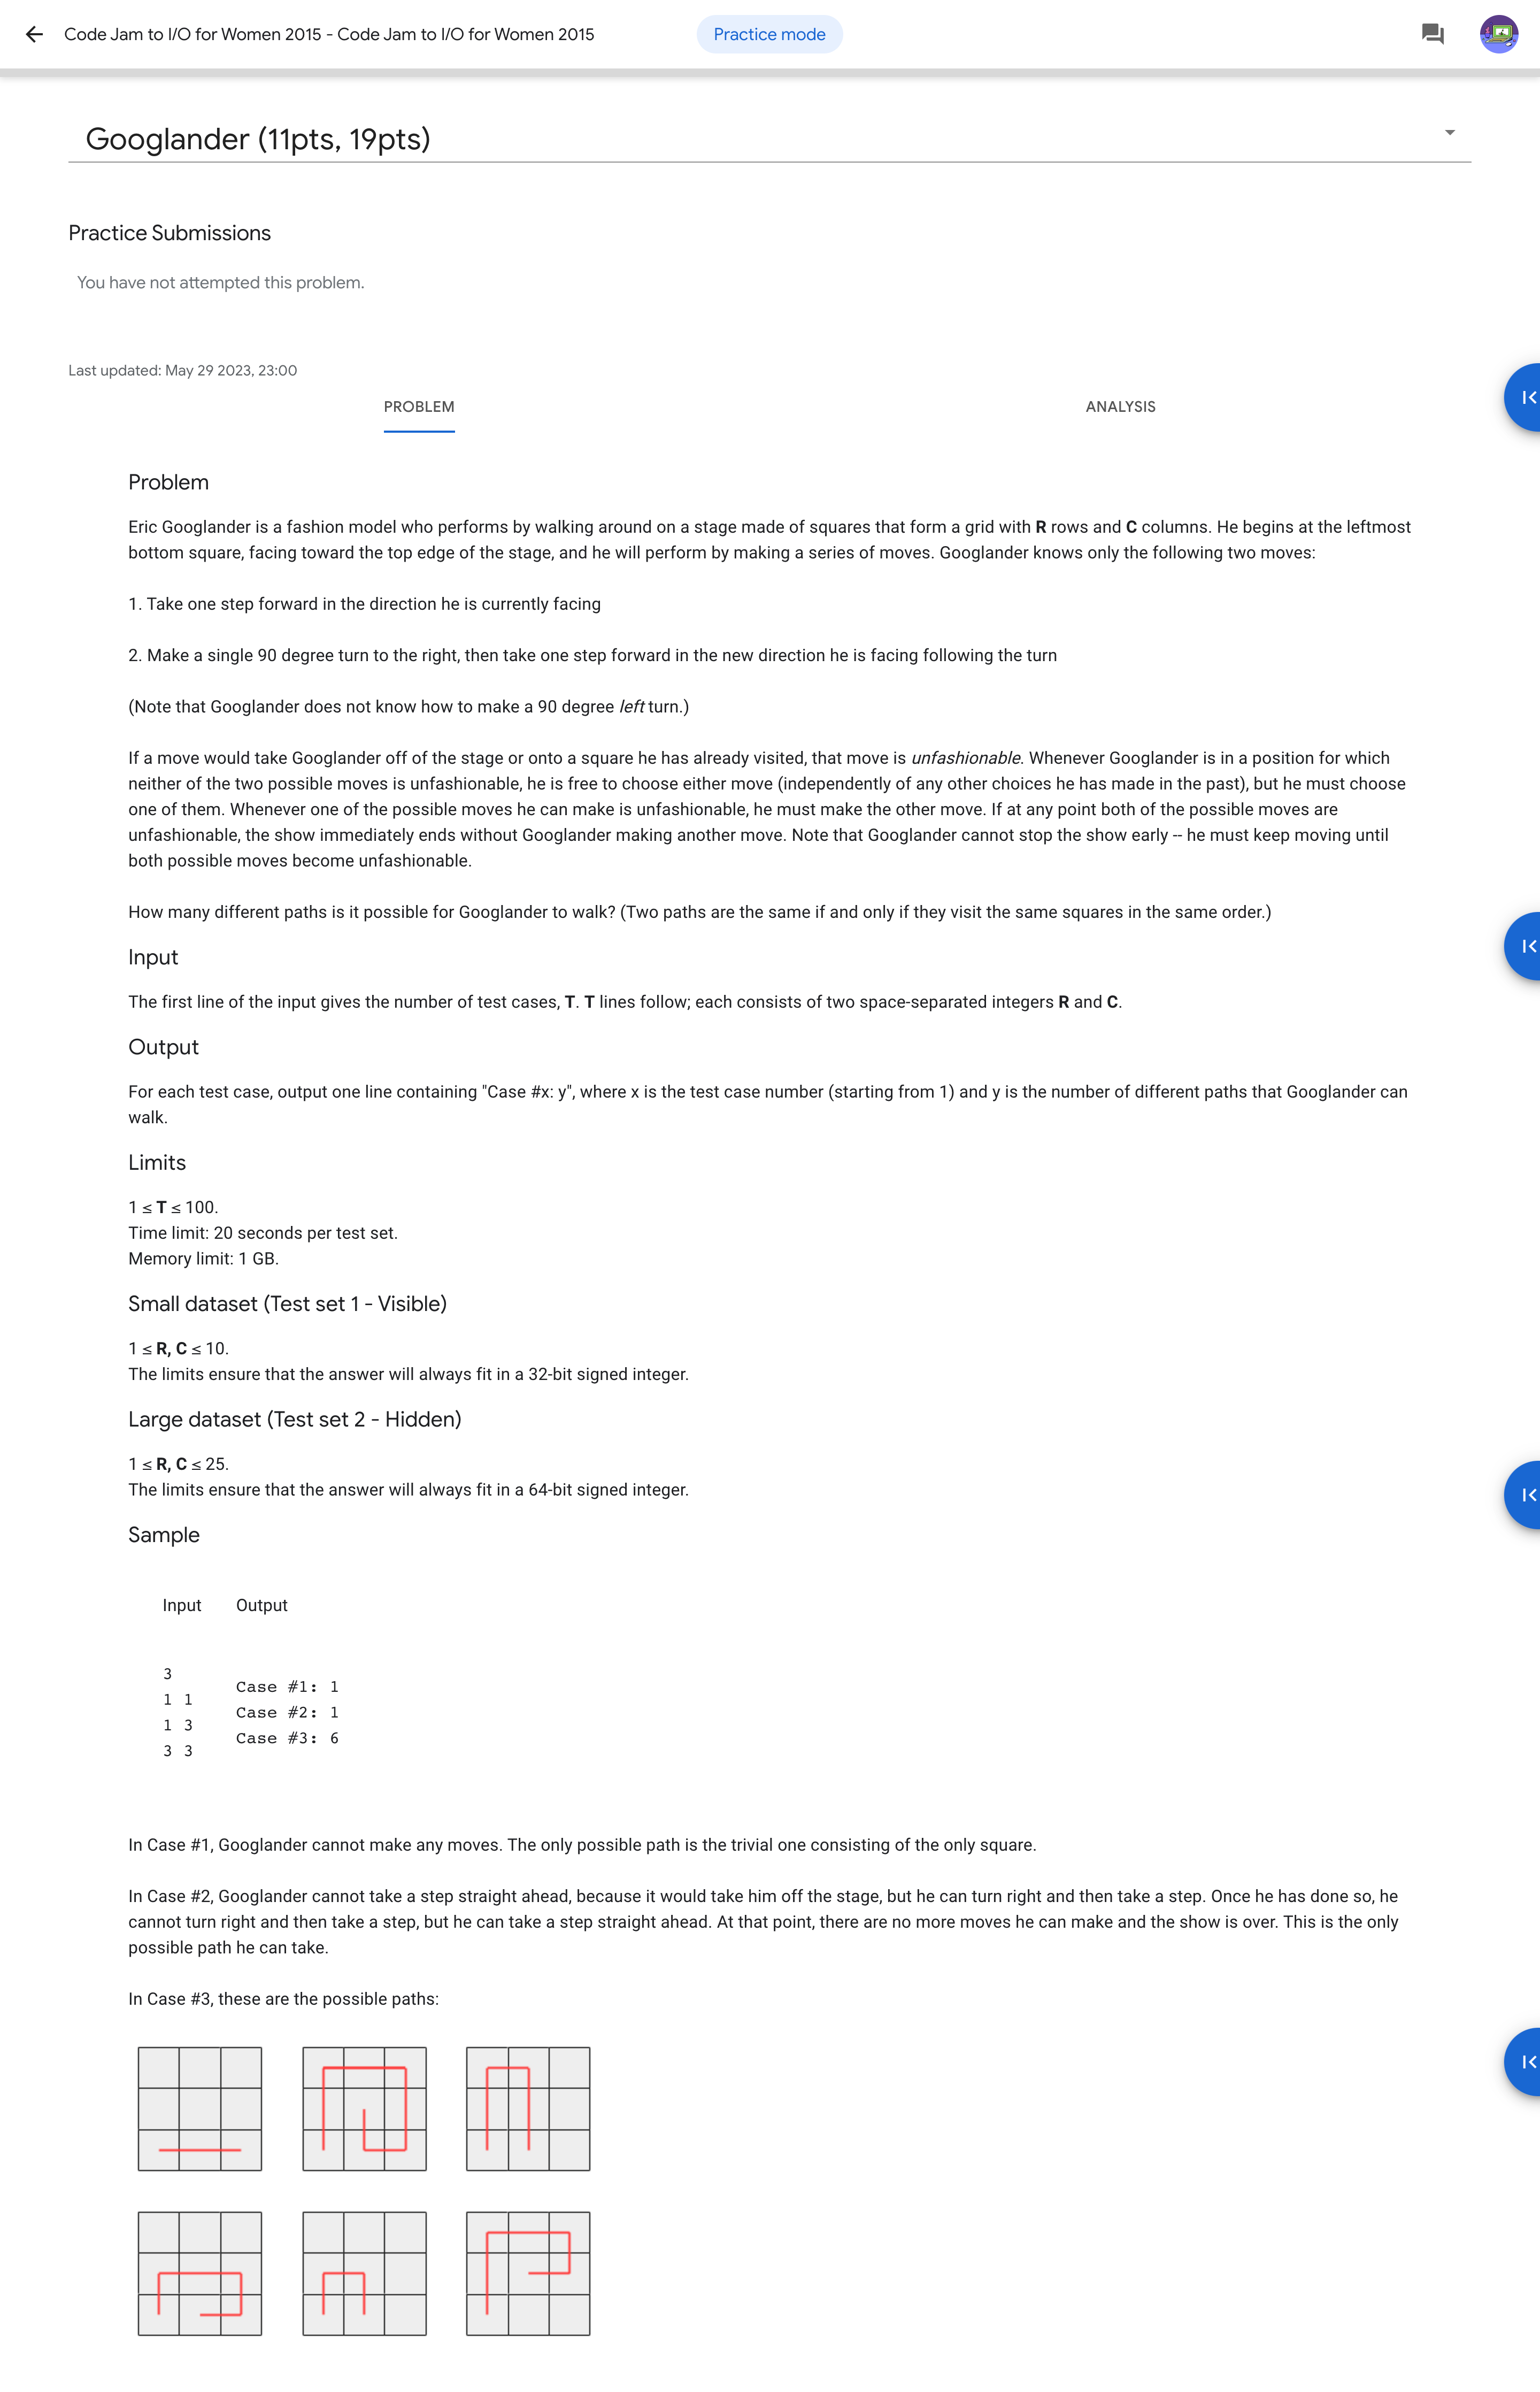 Code Jam to I/O for Women 2015 - Code Jam to I/O for Women 2015
Practice mode
Googlander (11pts, 19pts)
Practice Submissions
You have not attempted this problem.
Last updated: May 29 2023, 23:00
PROBLEM
ANALYSIS
Problem
Eric Googlander is a fashion model who performs by walking around on a stage made of squares that form a grid with R rows and C columns. He begins at the leftmost
bottom square, facing toward the top edge of the stage, and he will perform by making a series of moves. Googlander knows only the following two moves:
1. Take one step forward in the direction he is currently facing
2. Make a single 90 degree turn to the right, then take one step forward in the new direction he is facing following the turn
(Note that Googlander does not know how to make a 90 degree left turn.)
If a move would take Googlander off of the stage or onto a square he has already visited, that move is unfashionable. Whenever Googlander is in a position for which
neither of the two possible moves is unfashionable, he is free to choose either move (independently of any other choices he has made in the past), but he must choose
one of them. Whenever one of the possible moves he can make is unfashionable, he must make the other move. If at any point both of the possible moves are
unfashionable, the show immediately ends without Googlander making another move. Note that Googlander cannot stop the show early -- he must keep moving until
both possible moves become unfashionable.
How many different paths is it possible for Googlander to walk? (Two paths are the same if and only if they visit the same squares in the same order.)
Input
The first line of the input gives the number of test cases, T. T lines follow; each consists of two space-separated integers R and C.
Output
For each test case, output one line containing "Case #x: y", where x is the test case number (starting from 1) and y is the number of different paths that Googlander can
walk.
Limits
1 ≤ T ≤ 100.
Time limit: 20 seconds per test set.
Memory limit: 1 GB.
Small dataset (Test set 1 - Visible)
1 ≤ R, C ≤ 10.
The limits ensure that the answer will always fit in a 32-bit signed integer.
Large dataset (Test set 2 - Hidden)
1 ≤ R, C ≤ 25.
The limits ensure that the answer will always fit in a 64-bit signed integer.
Sample
Input
Output
3
1 1
1 3
3 3
Case #1: 1
Case #2: 1
Case #3: 6
In Case #1, Googlander cannot make any moves. The only possible path is the trivial one consisting of the only square.
In Case #2, Googlander cannot take a step straight ahead, because it would take him off the stage, but he can turn right and then take a step. Once he has done so, he
cannot turn right and then take a step, but he can take a step straight ahead. At that point, there are no more moves he can make and the show is over. This is the only
possible path he can take.
In Case #3, these are the possible paths: